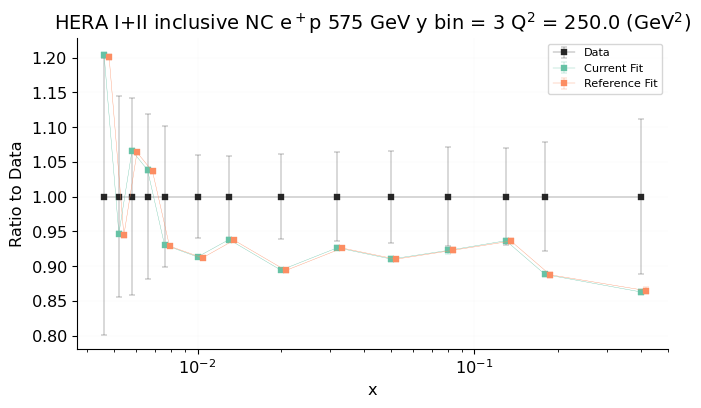 HERA I+II inclusive NC e⁺p 575 GeV y bin = 3 Q² = 250.0 (GeV²)
Data
Current Fit
Reference Fit
Ratio to Data
1.20
1.15
1.10
1.05
1.00
0.95
0.90
0.85
0.80
10⁻²
10⁻¹
x